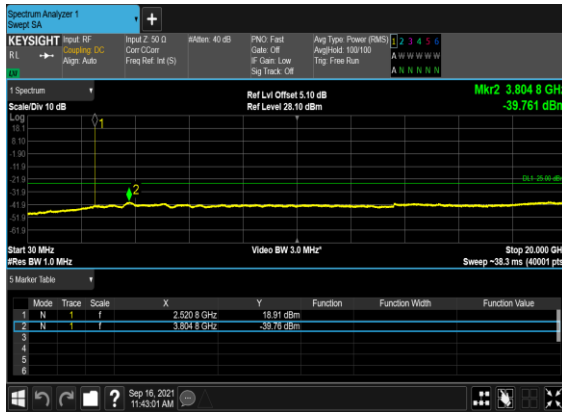 Spectrum Analyzer 1
Swept SA
+
KEYSIGHT Input: RF Input Z: 50 Ω #Atten: 40 dB PNO: Fast Avg Type: Power (RMS) 1 2 3 4 5 6
RL Coupling: DC Corr CCorr Gate: Off Avg|Hold: 100/100 A W W W W W
Align: Auto Freq Ref: Int (S) IF Gain: Low Trig: Free Run
Sig Track: Off A N N N N N
1 Spectrum Ref Lvl Offset 5.10 dB Mkr2 3.804 8 GHz
Scale/Div 10 dB Ref Level 28.10 dBm -39.761 dBm
Log
18.1
8.10
-1.90
-11.9
-21.9
-31.9
-41.9
-51.9
-61.9
1
2
DL1 -25.00 dBm
Start 30 MHz Video BW 3.0 MHz* Stop 20.000 GH
#Res BW 1.0 MHz Sweep ~38.3 ms (40001 pts
5 Marker Table
Mode Trace Scale X Y Function Function Width Function Value
1 N 1 f 2.520 8 GHz 18.91 dBm
2 N 1 f 3.804 8 GHz -39.76 dBm
3
4
5
6
? Sep 16, 2021
11:43:01 AM